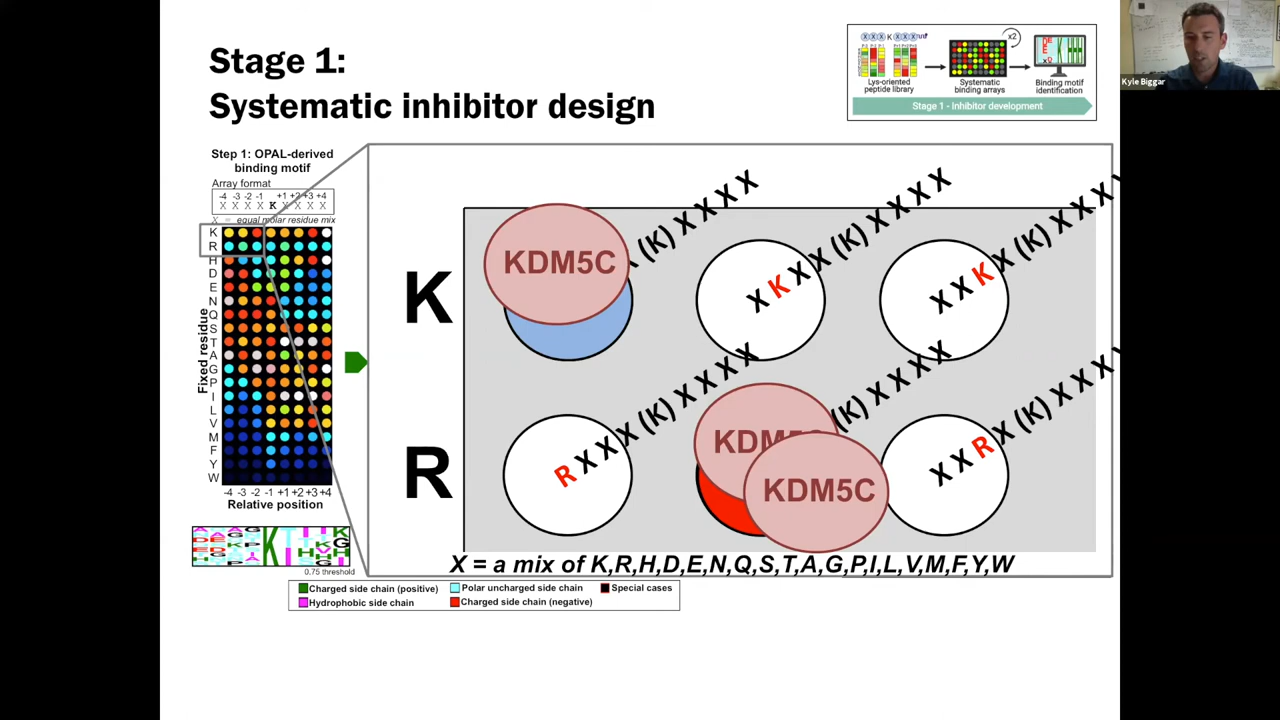 Stage 1:
Systematic inhibitor design
Lys-oriented
peptide library
Systematic
binding arrays
Binding motif
identification
x2
Stage 1 - Inhibitor development
Kyle Biggar
Step 1: OPAL-derived
binding motif
Array format
-4 -3 -2 -1 +1 +2 +3 +4
X X X X K X X X X
X = equal molar residue mix
Fixed residue
K
R
H
D
E
N
Q
S
T
A
G
P
I
L
V
M
F
Y
W
-4 -3 -2 -1 +1 +2 +3 +4
Relative position
0.75 threshold
K
KDM5C
(K) X X X X
X K X X (K) X X X X
X X K X (K) X X X
R
R X X X (K) X X X X
KDM5C
(K) X X X X
KDM5C
X X R X (K) X X X
X = a mix of K,R,H,D,E,N,Q,S,T,A,G,P,I,L,V,M,F,Y,W
Charged side chain (positive)
Polar uncharged side chain
Special cases
Hydrophobic side chain
Charged side chain (negative)